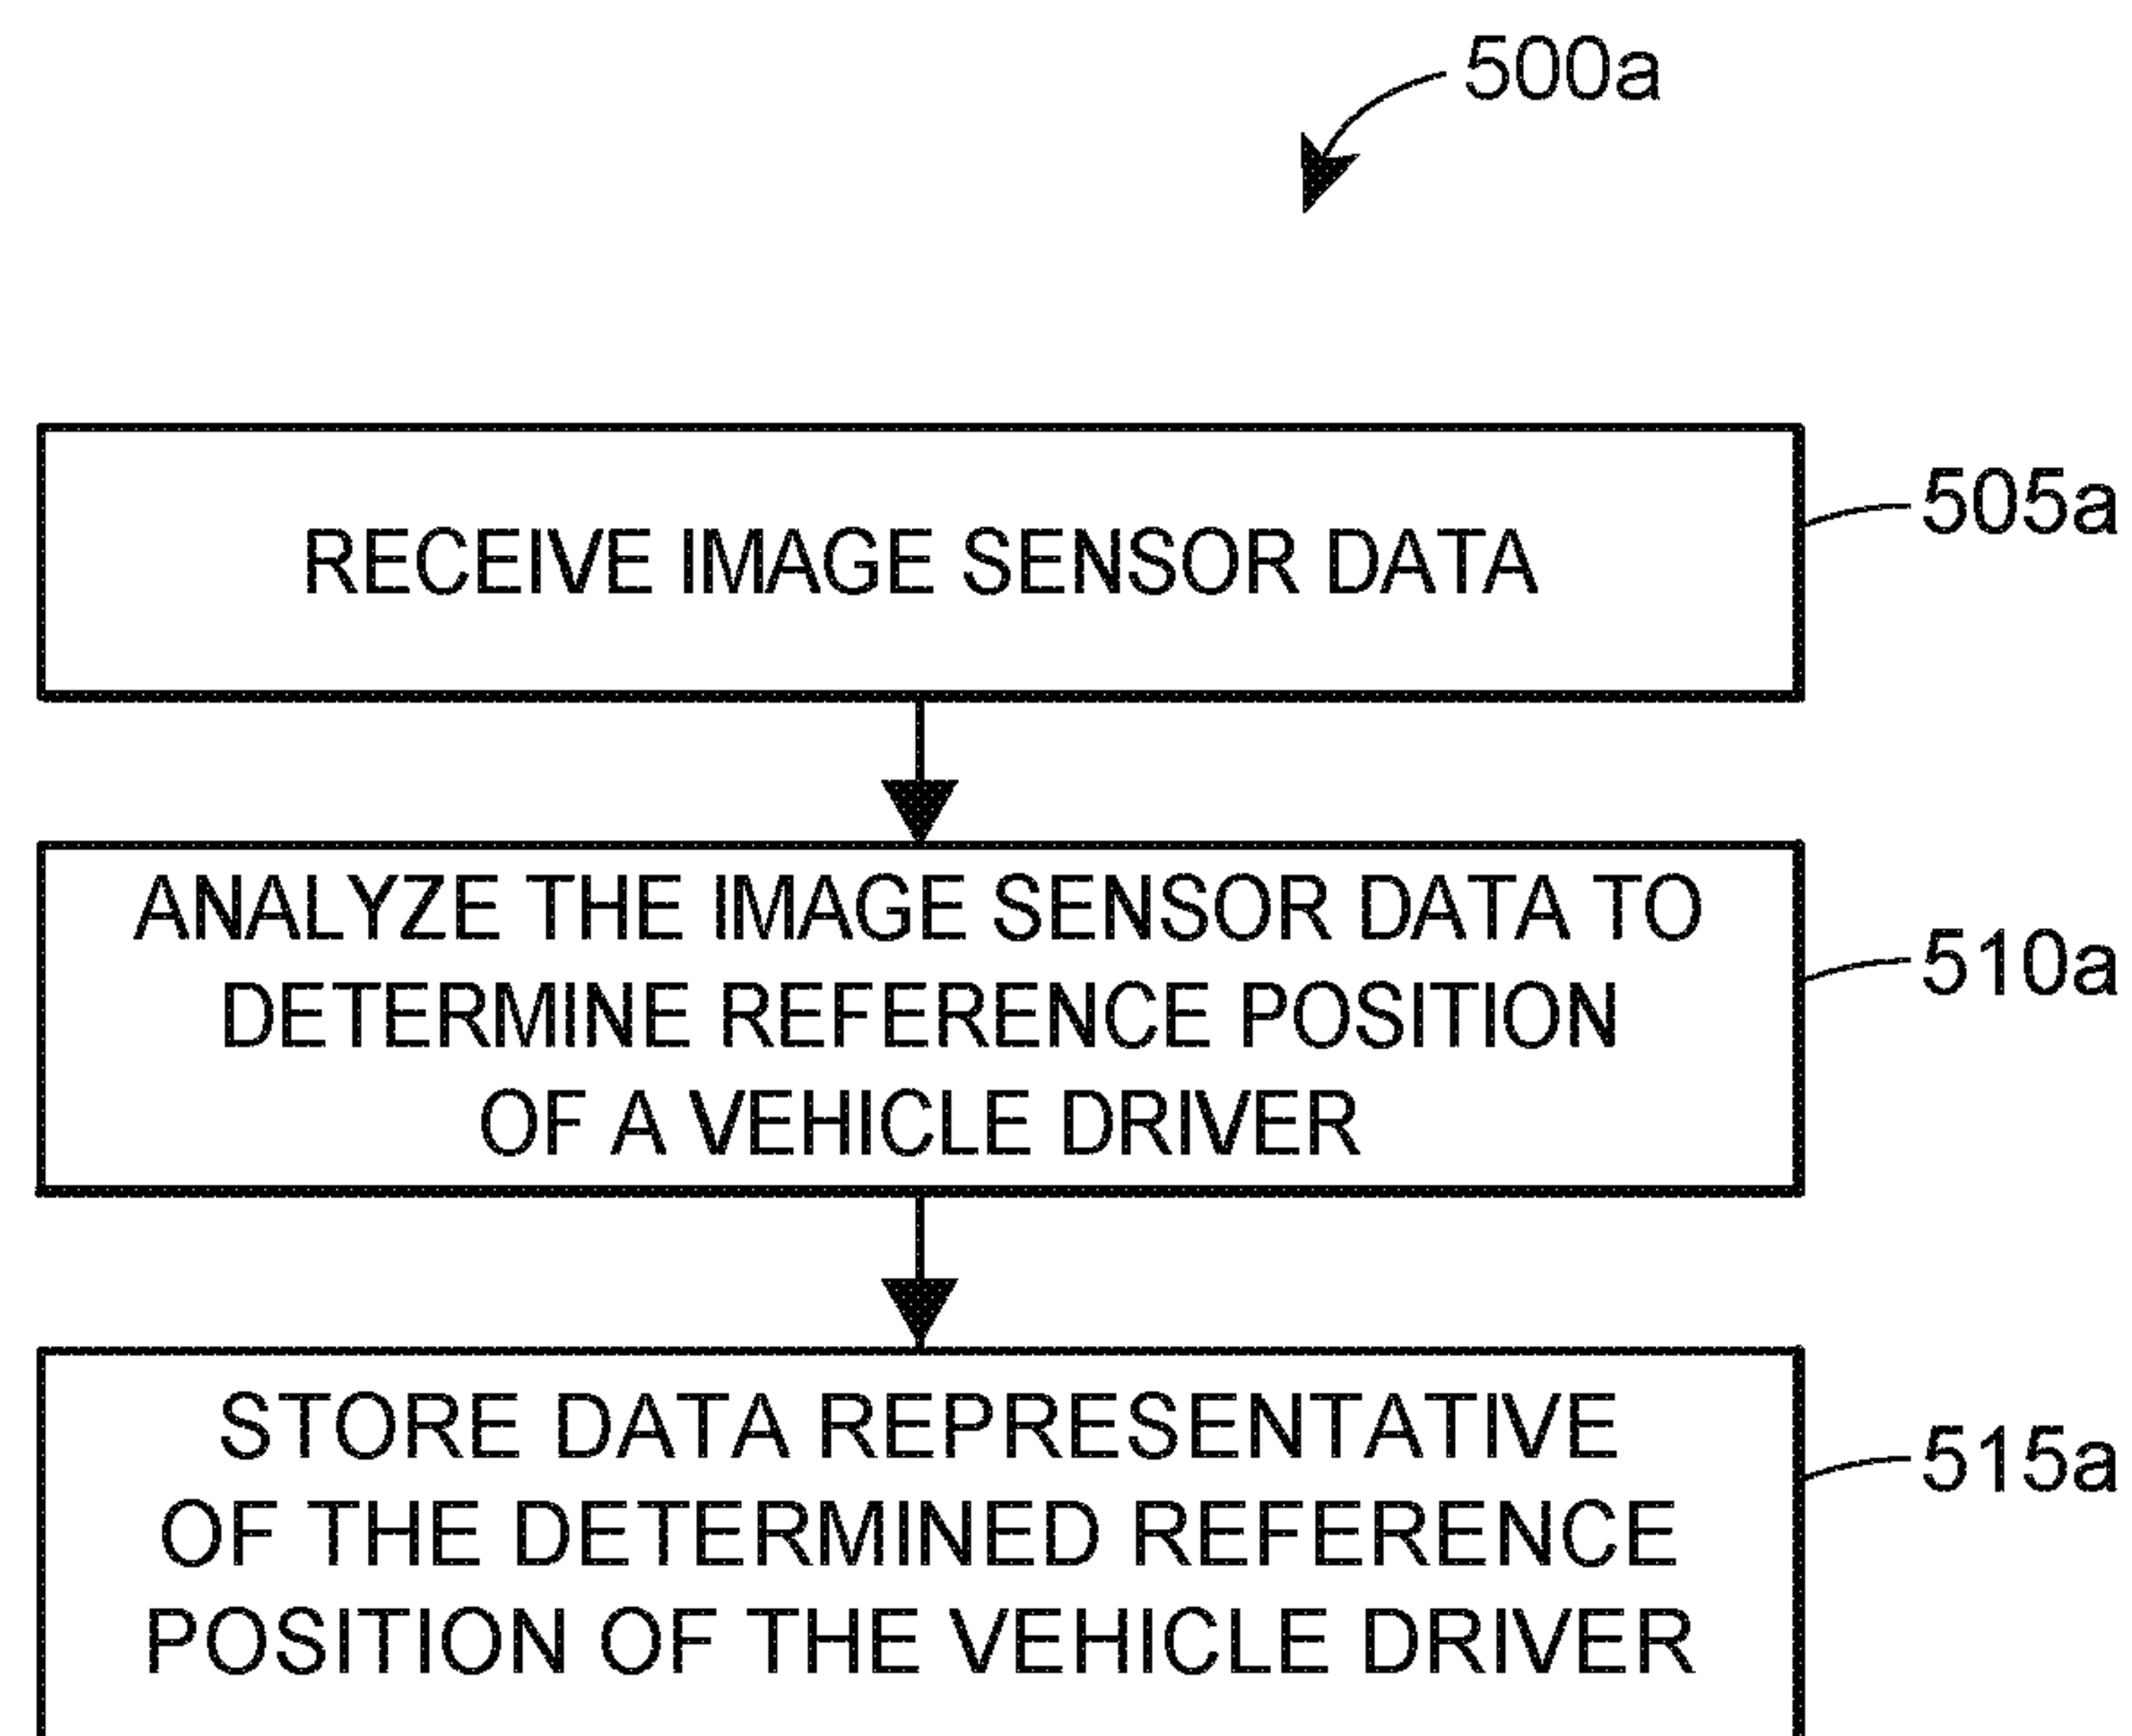 500a
RECEIVE IMAGE SENSOR DATA
505a
ANALYZE THE IMAGE SENSOR DATA TO
DETERMINE REFERENCE POSITION
OF A VEHICLE DRIVER
510a
STORE DATA REPRESENTATIVE
OF THE DETERMINED REFERENCE
POSITION OF THE VEHICLE DRIVER
515a